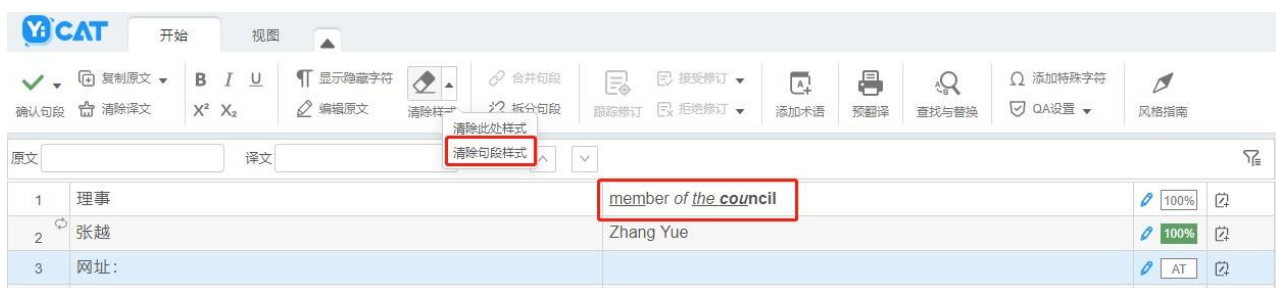 YiCAT 开始 视图
确认句段 复制原文 B I U 显示隐藏字符 清除样式 合并句段 接受修订 添加术语 预翻译 查找与替换 添加特殊字符 风格指南
清除译文 X² X₂ 编辑原文 拆分句段 跟踪修订 拒绝修订 QA设置
清除此处样式
清除句段样式
原文 译文
1 理事 member of the council 100%
2 张越 Zhang Yue 100%
3 网址： AT